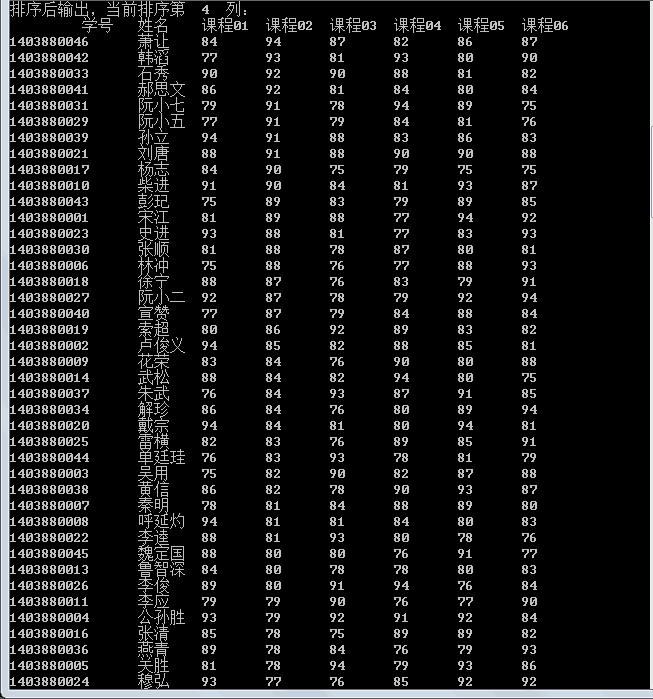 排序后输出，当前排序第 4 列:
学号 姓名 课程01 课程02 课程03 课程04 课程05 课程06
1403880046 萧让 84 94 87 82 86 87
1403880042 韩滔 77 93 81 93 80 90
1403880033 石秀 90 92 90 88 81 82
1403880041 郝思文 86 92 81 84 80 84
1403880031 阮小七 79 91 78 94 89 75
1403880029 阮小五 77 91 79 84 81 76
1403880039 孙立 94 91 88 83 86 83
1403880021 刘唐 88 91 88 90 90 88
1403880017 杨志 84 90 75 79 75 75
1403880010 柴进 91 90 84 81 93 87
1403880043 彭玘 75 89 83 79 89 85
1403880001 宋江 81 89 88 77 94 92
1403880023 史进 93 88 81 77 83 93
1403880030 张顺 81 88 78 87 80 81
1403880006 林冲 75 88 76 77 88 93
1403880018 徐宁 88 87 76 83 79 91
1403880027 阮小二 92 87 78 79 92 94
1403880040 宣赞 77 87 79 84 88 84
1403880019 索超 80 86 92 89 83 82
1403880002 卢俊义 94 85 82 88 85 81
1403880009 花荣 83 84 76 90 80 88
1403880014 武松 88 84 82 94 80 75
1403880037 朱武 76 84 93 87 91 85
1403880034 解珍 86 84 76 80 89 94
1403880020 戴宗 94 84 81 80 94 81
1403880025 雷横 82 83 76 89 85 91
1403880044 单廷珪 76 83 93 78 81 79
1403880003 吴用 75 82 90 82 87 88
1403880038 黄信 86 82 78 90 93 87
1403880007 秦明 78 81 84 88 89 80
1403880008 呼延灼 94 81 81 84 80 83
1403880022 李逵 88 81 93 80 78 76
1403880045 魏定国 88 80 80 76 91 77
1403880013 鲁智深 84 80 78 78 80 83
1403880026 李俊 89 80 91 94 76 84
1403880011 李应 79 79 90 76 77 90
1403880004 公孙胜 93 79 92 91 92 84
1403880016 张清 85 78 75 89 89 82
1403880036 燕青 89 78 84 76 79 93
1403880005 关胜 81 78 94 79 93 86
1403880024 穆弘 93 77 76 85 92 92